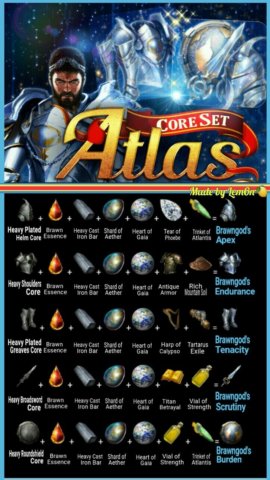 CORE SET
Atlas
Made by Lem0n
Heavy Plated Helm Core + Brawn Essence + Heavy Cast Iron Bar + Shard of Aether + Heart of Gaia + Tear of Phoebe + Trinket of Atlantis = Brawngod's Apex
Heavy Shoulders Core + Brawn Essence + Heavy Cast Iron Bar + Shard of Aether + Heart of Gaia + Antique Armor + Rich Mountain Soil = Brawngod's Endurance
Heavy Plated Greaves Core + Brawn Essence + Heavy Cast Iron Bar + Shard of Aether + Heart of Gaia + Harp of Calypso + Tartarus Exile = Brawngod's Tenacity
Heavy Broadsword Core + Brawn Essence + Heavy Cast Iron Bar + Shard of Aether + Heart of Gaia + Titan Betrayal + Vial of Strength = Brawngod's Scrutiny
Heavy Roundshield Core + Brawn Essence + Heavy Cast Iron Bar + Shard of Aether + Heart of Gaia + Vial of Strength + Trinket of Atlantis = Brawngod's Burden